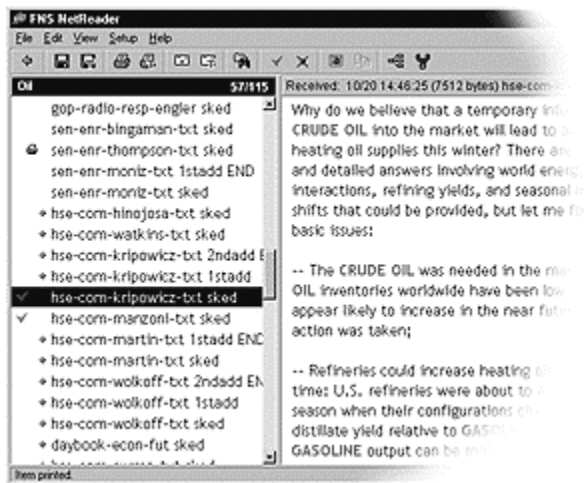 FNS NetReader
File Edit View Setup Help
Oil 57/115
gop-radio-resp-engler sked
sen-enr-bingaman-txt sked
sen-enr-thompson-txt sked
sen-enr-moniz-txt 1stadd END
sen-enr-moniz-txt sked
hse-com-hinojosa-txt sked
hse-com-watkins-txt sked
hse-com-kripowicz-txt 2ndadd E
hse-com-kripowicz-txt 1stadd
hse-com-kripowicz-txt sked
hse-com-manzoni-txt sked
hse-com-martin-txt 1stadd END
hse-com-martin-txt sked
hse-com-wolkoff-txt 2ndadd EN
hse-com-wolkoff-txt 1stadd
hse-com-wolkoff-txt sked
daybook-econ-fut sked
Item printed.
Received: 10/20 14:46:25 (7512 bytes) hse-com-
Why do we believe that a temporary
CRUDE OIL into the market will lead to
heating oil supplies this winter? There are
and detailed answers involving world energy
interactions, refining yields, and seasonal
shifts that could be provided, but let me
basic issues:
-- The CRUDE OIL was needed in the
OIL inventories worldwide have been low
appear likely to increase in the near
action was taken;
-- Refineries could increase heating
time: U.S. refineries were about to
season when their configurations
distillate yield relative to GASOL
GASOLINE output can be